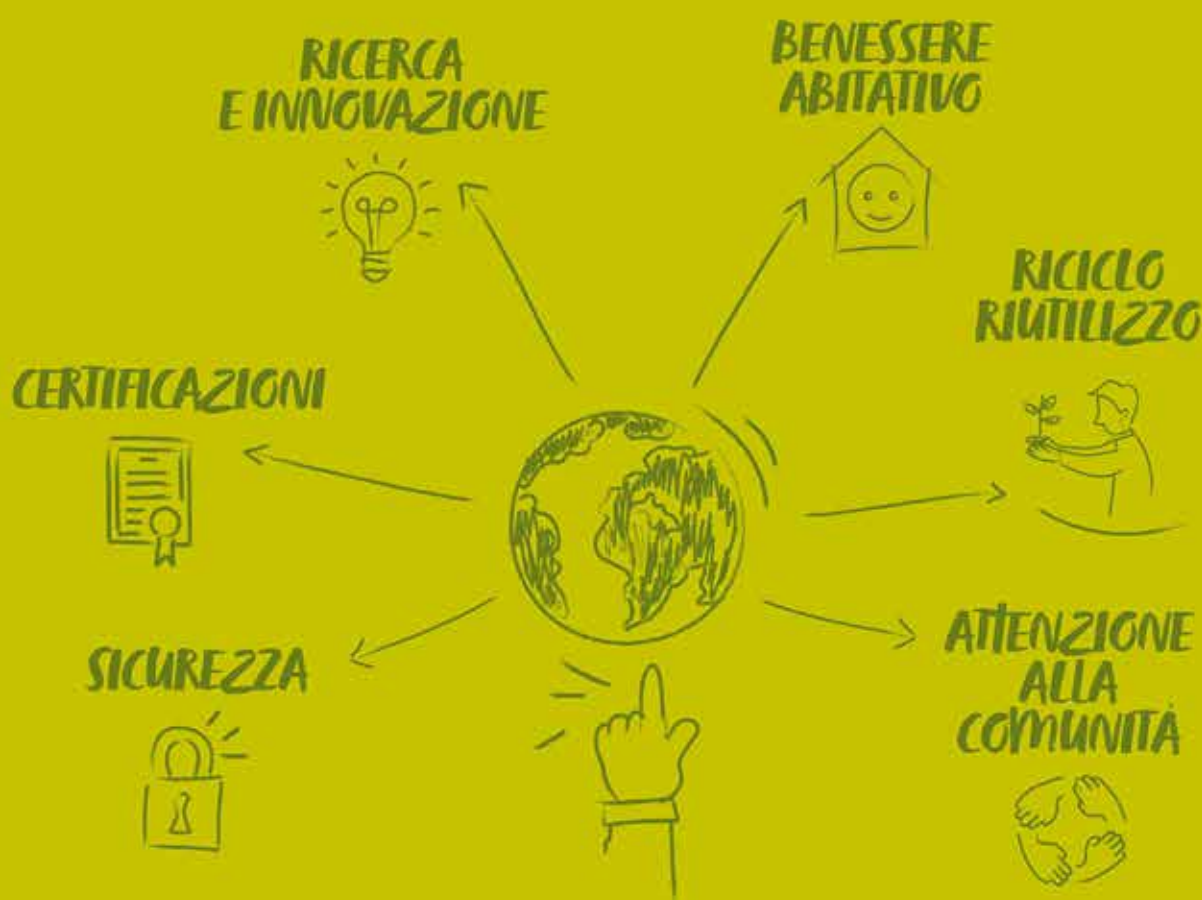 RICERCA
E INNOVAZIONE
BENESSERE
ABITATIVO
RICICLO
RIUTILIZZO
CERTIFICAZIONI
SICUREZZA
ATTENZIONE
ALLA
COMUNITÀ